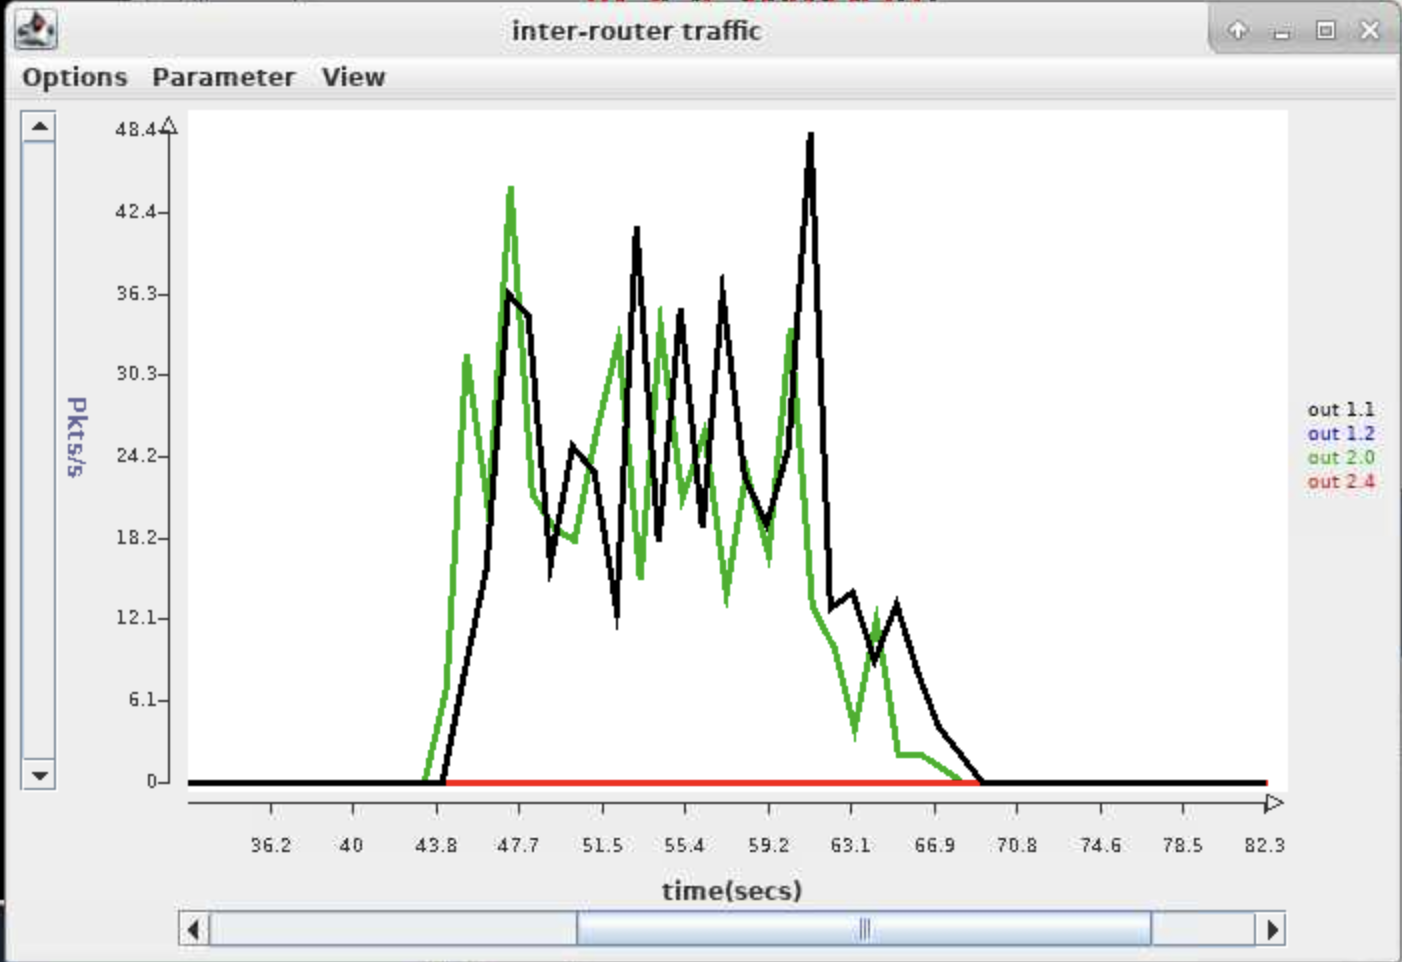 inter-router traffic
Options Parameter View
48.4
42.4
36.3
30.3
24.2
18.2
12.1
6.1
0
Pkts/s
out 1.1
out 1.2
out 2.0
out 2.4
36.2 40 43.8 47.7 51.5 55.4 59.2 63.1 66.9 70.8 74.6 78.5 82.3
time(secs)